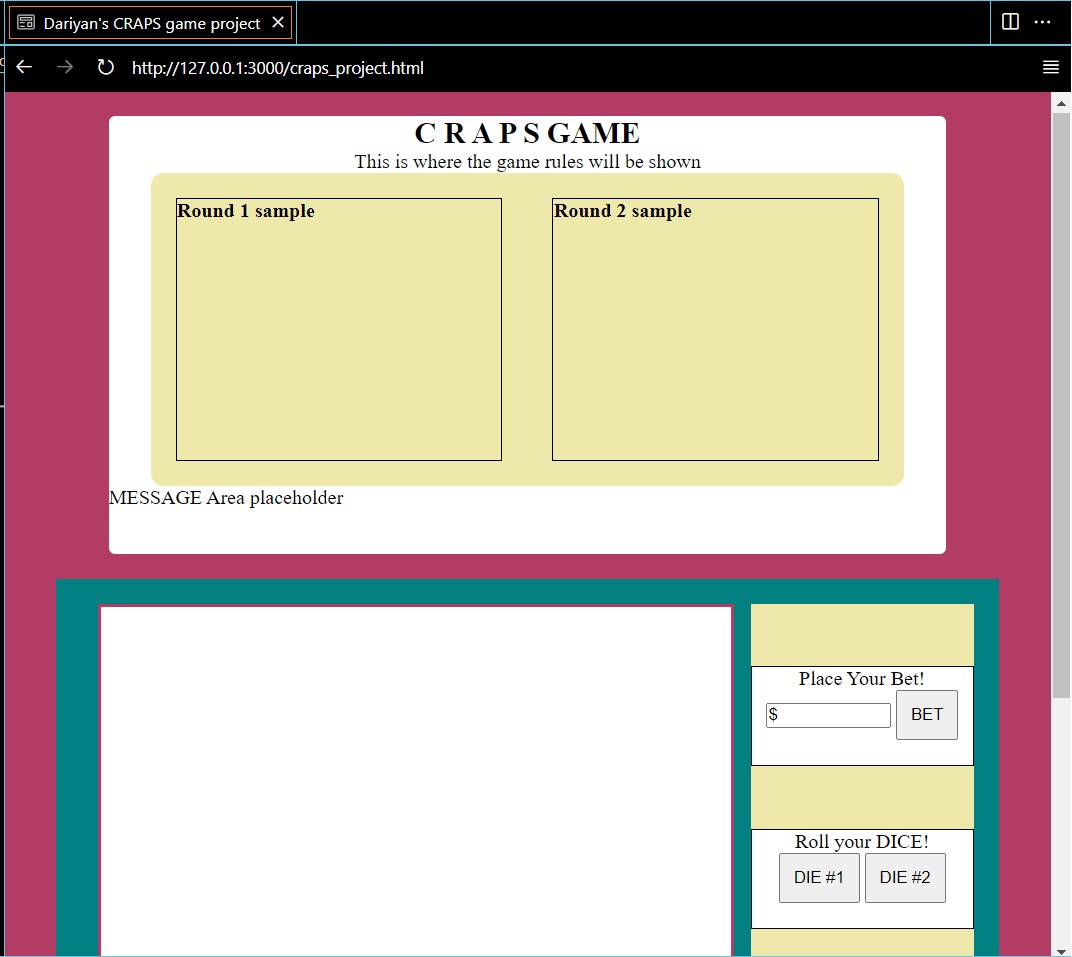 Dariyan's CRAPS game project
http://127.0.0.1:3000/craps_project.html
C R A P S GAME
This is where the game rules will be shown
Round 1 sample
Round 2 sample
MESSAGE Area placeholder
Place Your Bet!
$
BET
Roll your DICE!
DIE #1
DIE #2